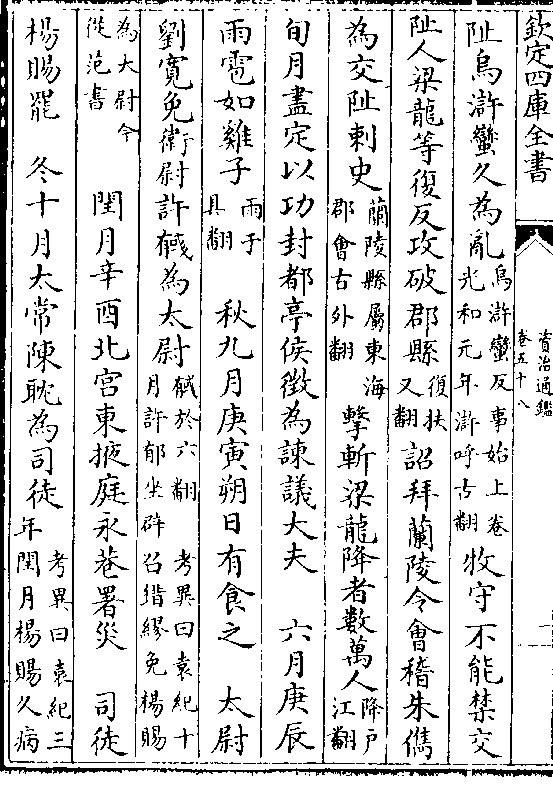 欽定四庫全書
資治通鑑
卷五十八
阯烏滸蠻久為亂烏滸蠻反事始上卷光和元年滸呼古翻牧守不能禁交
阯人梁龍等復反攻破郡縣復扶又翻詔拜蘭陵令會稽朱儁
為交阯刺史蘭陵縣屬東海郡會古外翻擊斬梁龍降者數萬人降户江翻
旬月盡定以功封都亭侯徵為諫議大夫 六月庚辰
雨雹如雞子雨于具翻 秋九月庚寅朔日有食之 太尉
劉寬免衛尉許戫為太尉戫於六翻 考異曰袁紀十月許郁坐辟召錯繆免楊賜
為太尉今從范書 閏月辛酉北宮東掖庭永巷署災 司徒
楊賜罷 冬十月太常陳耽為司徒考異曰袁紀三年閏月楊賜久病